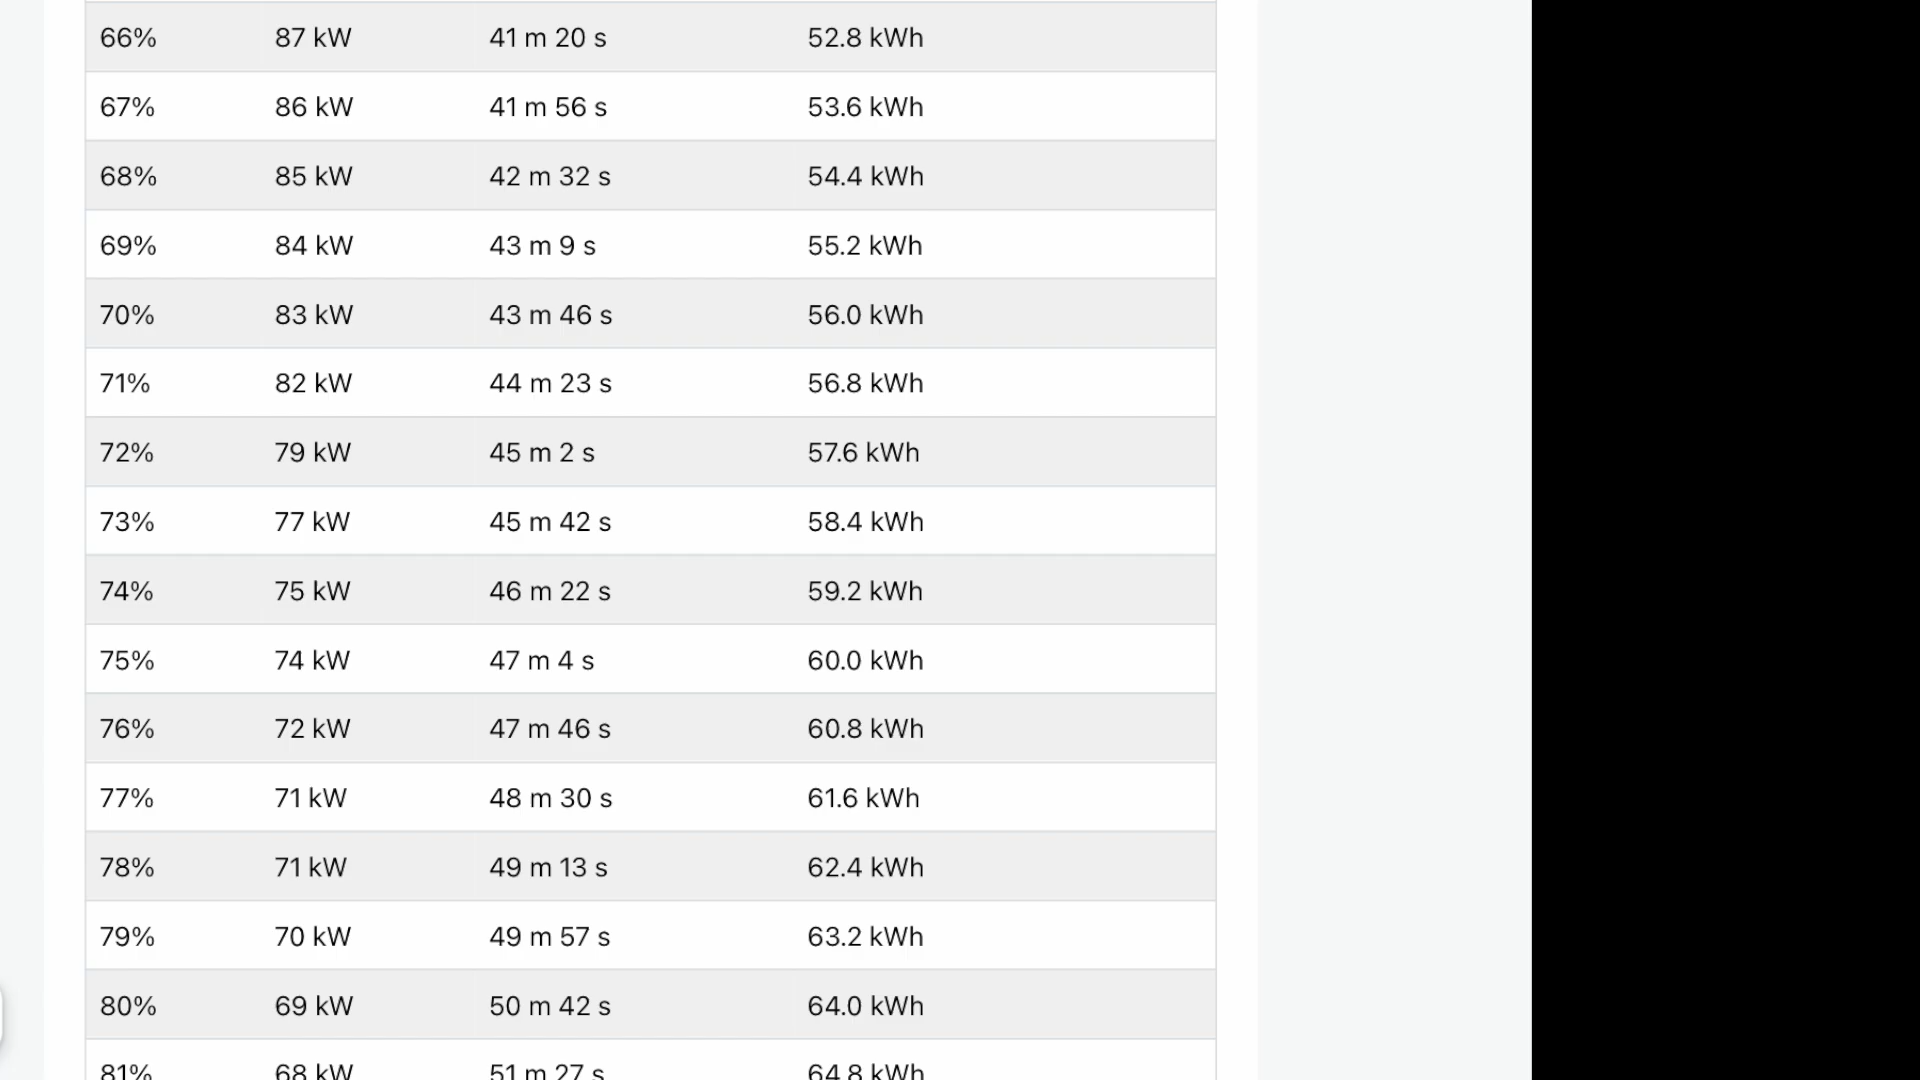 66% 87 kW 41 m 20 s 52.8 kWh
67% 86 kW 41 m 56 s 53.6 kWh
68% 85 kW 42 m 32 s 54.4 kWh
69% 84 kW 43 m 9 s 55.2 kWh
70% 83 kW 43 m 46 s 56.0 kWh
71% 82 kW 44 m 23 s 56.8 kWh
72% 79 kW 45 m 2 s 57.6 kWh
73% 77 kW 45 m 42 s 58.4 kWh
74% 75 kW 46 m 22 s 59.2 kWh
75% 74 kW 47 m 4 s 60.0 kWh
76% 72 kW 47 m 46 s 60.8 kWh
77% 71 kW 48 m 30 s 61.6 kWh
78% 71 kW 49 m 13 s 62.4 kWh
79% 70 kW 49 m 57 s 63.2 kWh
80% 69 kW 50 m 42 s 64.0 kWh
81% 68 kW 51 m 27 s 64.8 kWh